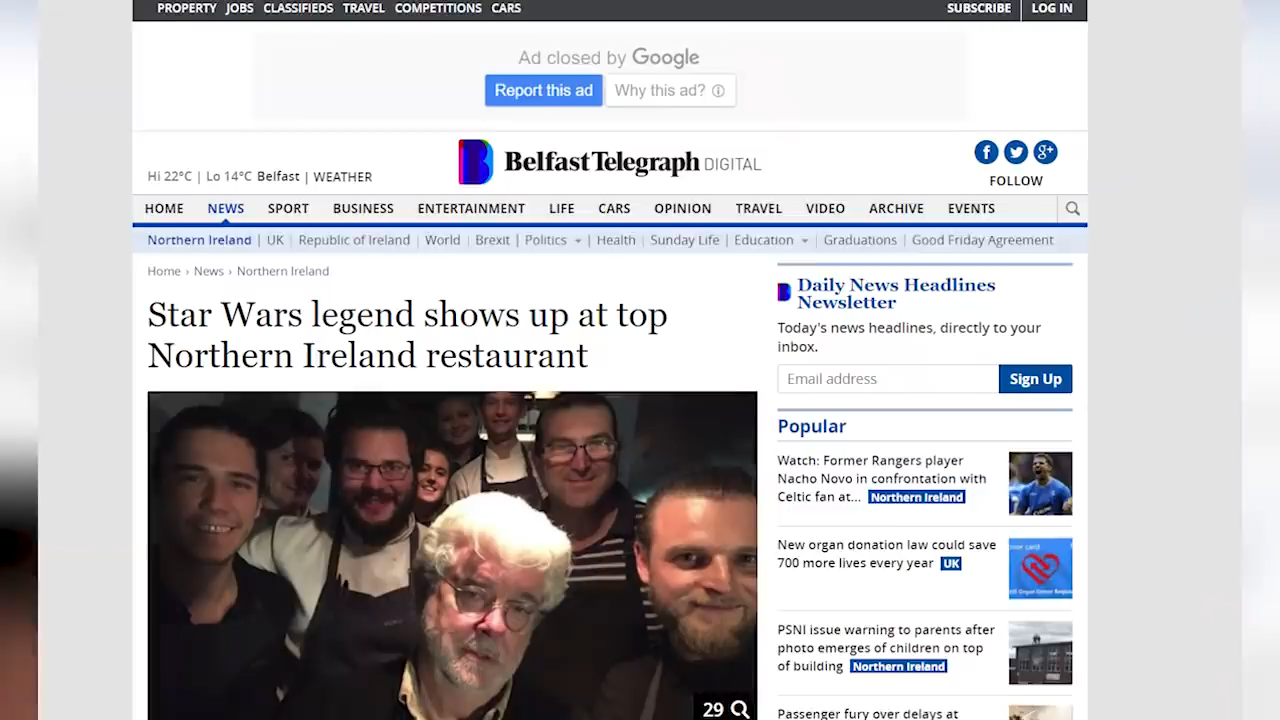 PROPERTY JOBS CLASSIFIEDS TRAVEL COMPETITIONS CARS
SUBSCRIBE LOG IN
Ad closed by Google
Report this ad Why this ad?
Hi 22°C | Lo 14°C Belfast | WEATHER
Belfast Telegraph DIGITAL
FOLLOW
HOME NEWS SPORT BUSINESS ENTERTAINMENT LIFE CARS OPINION TRAVEL VIDEO ARCHIVE EVENTS
Northern Ireland | UK | Republic of Ireland | World | Brexit | Politics | Health | Sunday Life | Education | Graduations | Good Friday Agreement
Home › News › Northern Ireland
Star Wars legend shows up at top
Northern Ireland restaurant
29
Daily News Headlines
Newsletter
Today's news headlines, directly to your
inbox.
Email address Sign Up
Popular
Watch: Former Rangers player
Nacho Novo in confrontation with
Celtic fan at... Northern Ireland
New organ donation law could save
700 more lives every year UK
PSNI issue warning to parents after
photo emerges of children on top
of building Northern Ireland
Passenger fury over delays at